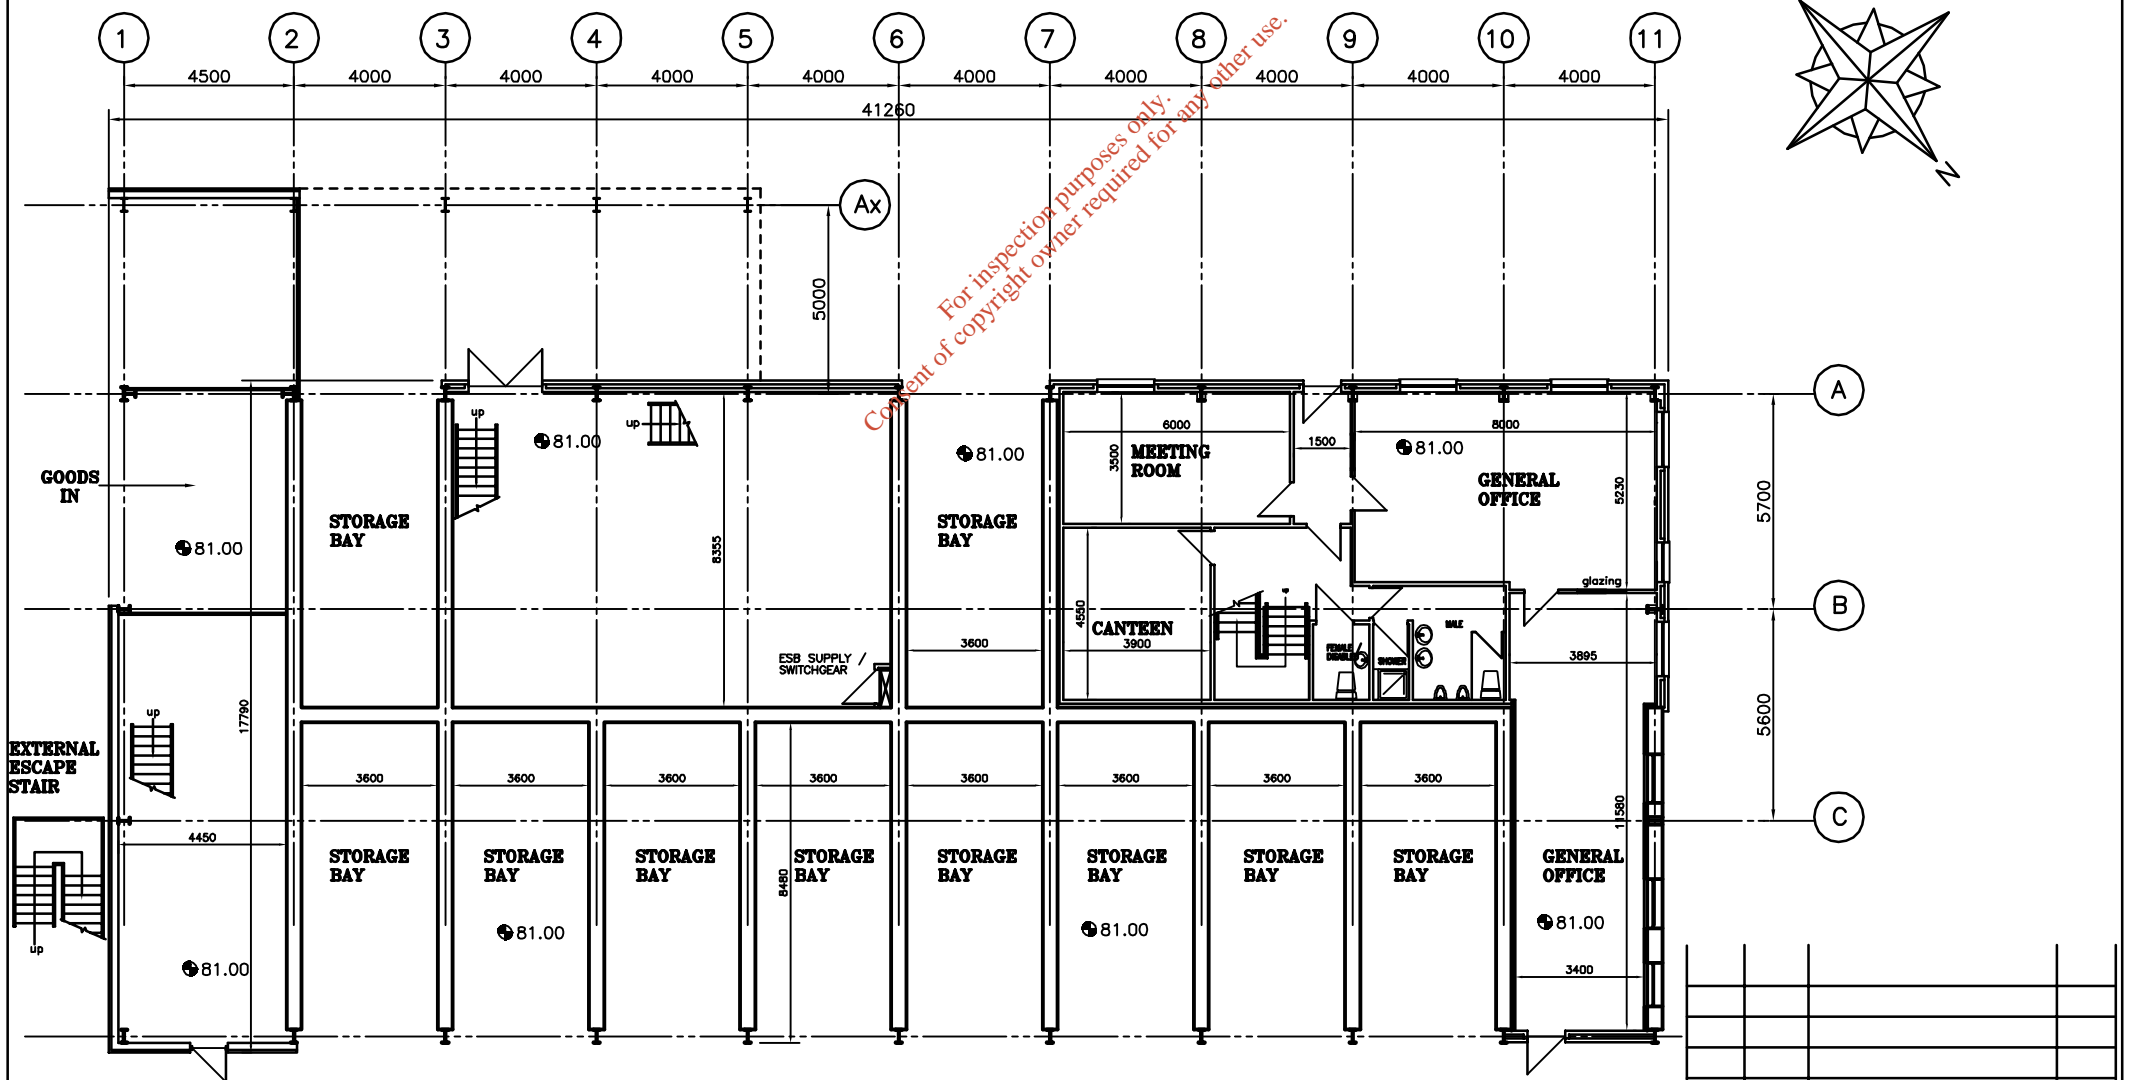 1 2 3 4 5 6 7 8 9 10 11
4500 4000 4000 4000 4000 4000 4000 4000 4000 4000
41260
N
Ax
5000
For inspection purposes only.
Consent of copyright owner required for any other use.
A
B
C
5700
5600
up
up
81.00
81.00
6000
1500
8000
81.00
3500
MEETING
ROOM
GENERAL
OFFICE
5230
GOODS
IN
STORAGE
BAY
STORAGE
BAY
81.00
8355
glazing
4550
CANTEEN
3900
3600
MALE
FEMALE
SHOWER
3895
ESB SUPPLY /
SWITCHGEAR
17790
up
EXTERNAL
ESCAPE
STAIR
3600 3600 3600 3600 3600 3600 3600 3600
4450
11580
8480
STORAGE
BAY
STORAGE
BAY
STORAGE
BAY
STORAGE
BAY
STORAGE
BAY
STORAGE
BAY
STORAGE
BAY
STORAGE
BAY
GENERAL
OFFICE
81.00
81.00
81.00
up
81.00
3400